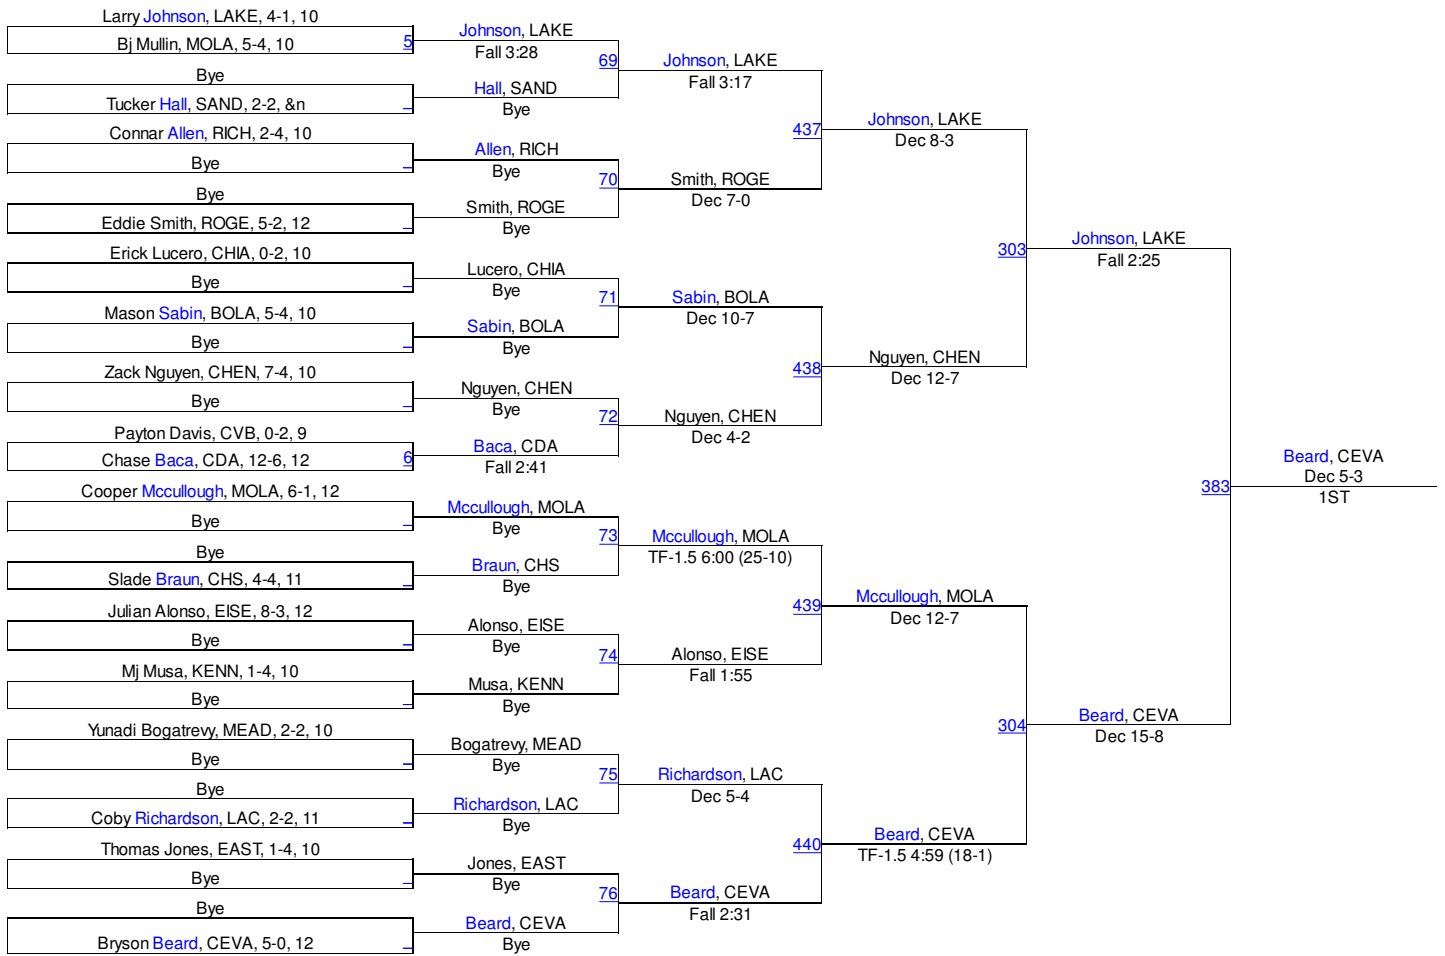 Larry Johnson, LAKE, 4-1, 10
Bj Mullin, MOLA, 5-4, 10
5
Bye
Tucker Hall, SAND, 2-2, &n
Connar Allen, RICH, 2-4, 10
Bye
Bye
Eddie Smith, ROGE, 5-2, 12
Erick Lucero, CHIA, 0-2, 10
Bye
Mason Sabin, BOLA, 5-4, 10
Bye
Zack Nguyen, CHEN, 7-4, 10
Bye
Payton Davis, CVB, 0-2, 9
Chase Baca, CDA, 12-6, 12
6
Cooper Mccullough, MOLA, 6-1, 12
Bye
Bye
Slade Braun, CHS, 4-4, 11
Julian Alonso, EISE, 8-3, 12
Bye
Mj Musa, KENN, 1-4, 10
Bye
Yunadi Bogatrevy, MEAD, 2-2, 10
Bye
Bye
Coby Richardson, LAC, 2-2, 11
Thomas Jones, EAST, 1-4, 10
Bye
Bye
Bryson Beard, CEVA, 5-0, 12
Johnson, LAKE
Fall 3:28
69
Hall, SAND
Bye
Allen, RICH
Bye
70
Smith, ROGE
Bye
Lucero, CHIA
Bye
71
Sabin, BOLA
Bye
Nguyen, CHEN
Bye
72
Baca, CDA
Fall 2:41
Mccullough, MOLA
Bye
73
Braun, CHS
Bye
Alonso, EISE
Bye
74
Musa, KENN
Bye
Bogatrevy, MEAD
Bye
75
Richardson, LAC
Bye
Jones, EAST
Bye
76
Beard, CEVA
Bye
Johnson, LAKE
Fall 3:17
437
Smith, ROGE
Dec 7-0
Sabin, BOLA
Dec 10-7
438
Nguyen, CHEN
Dec 4-2
Mccullough, MOLA
TF-1.5 6:00 (25-10)
439
Alonso, EISE
Fall 1:55
Richardson, LAC
Dec 5-4
440
Beard, CEVA
Fall 2:31
Johnson, LAKE
Dec 8-3
303
Nguyen, CHEN
Dec 12-7
Mccullough, MOLA
Dec 12-7
304
Beard, CEVA
TF-1.5 4:59 (18-1)
Johnson, LAKE
Fall 2:25
383
Beard, CEVA
Dec 15-8
Beard, CEVA
Dec 5-3
1ST